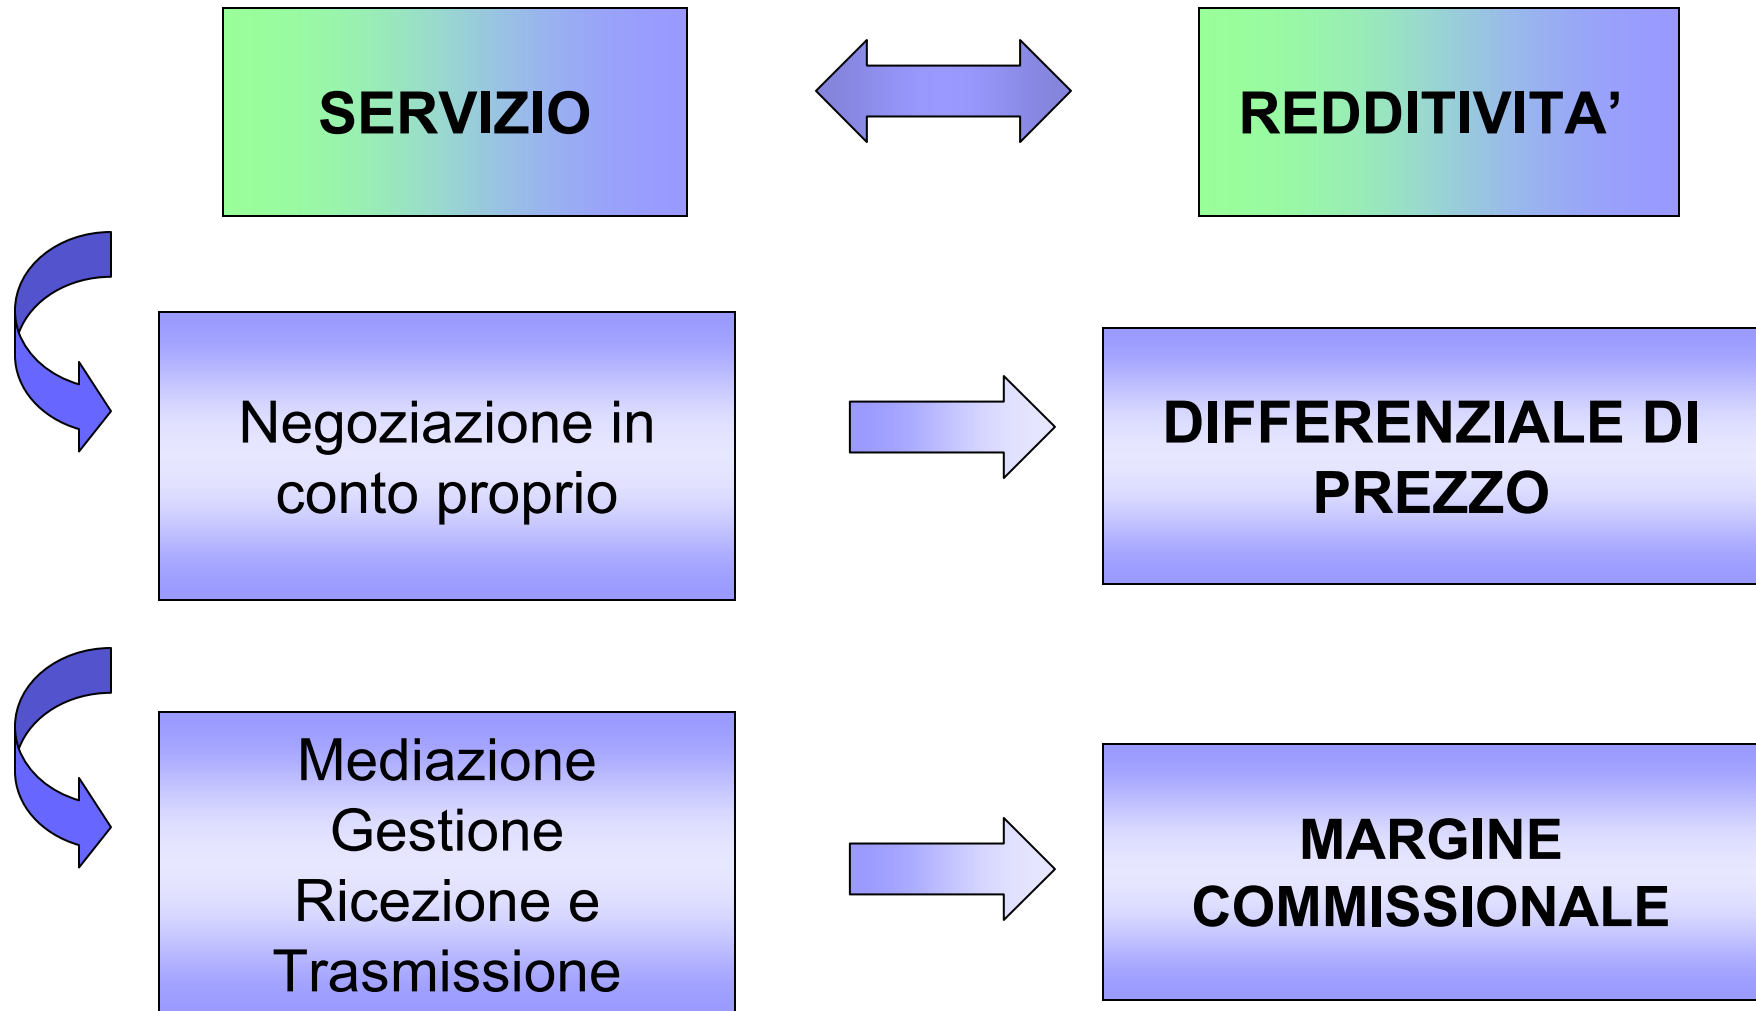 SERVIZIO
REDDITIVITA’
Negoziazione in
conto proprio
DIFFERENZIALE DI
PREZZO
Mediazione
Gestione
Ricezione e
Trasmissione
MARGINE
COMMISSIONALE